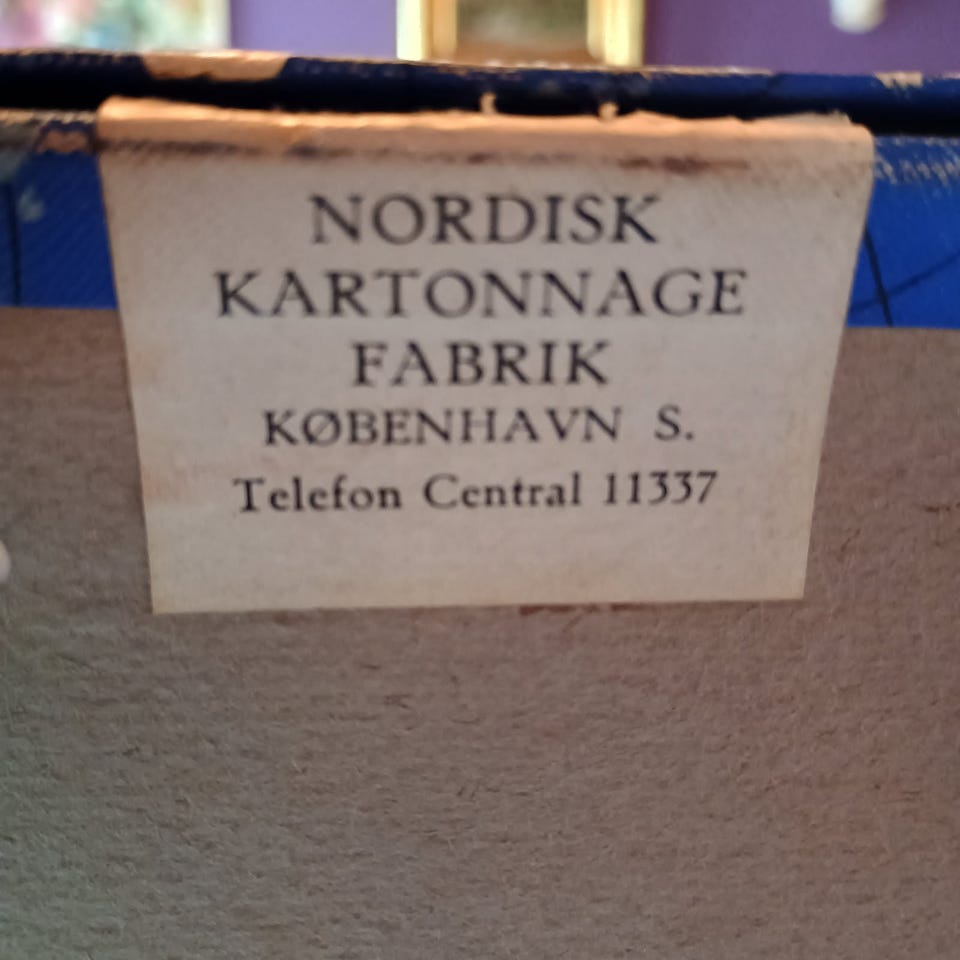 NORDISK
KARTONNAGE
FABRIK
KØBENHAVN S.
Telefon Central 11337